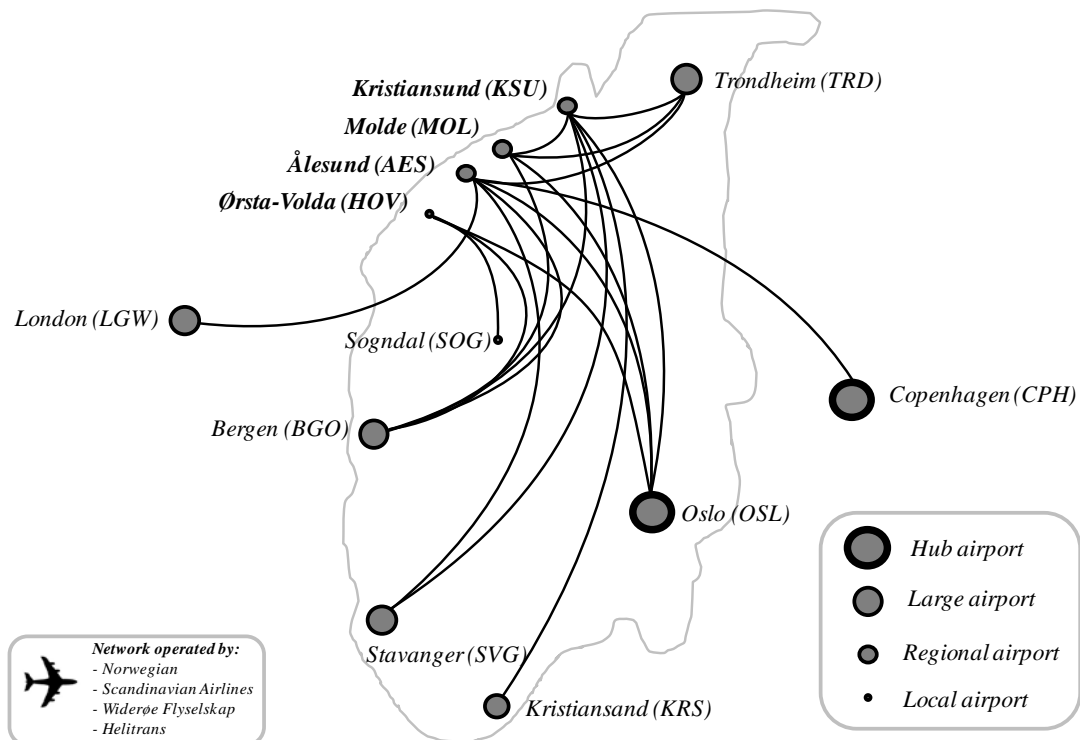 Kristiansund (KSU)
Trondheim (TRD)
Molde (MOL)
Ålesund (AES)
Ørsta-Volda (HOV)
London (LGW)
Sogndal (SOG)
Copenhagen (CPH)
Bergen (BGO)
Oslo (OSL)
Stavanger (SVG)
Kristiansand (KRS)
Hub airport
Large airport
Regional airport
Local airport
Network operated by:
- Norwegian
- Scandinavian Airlines
- Widerøe Flyselskap
- Helitrans